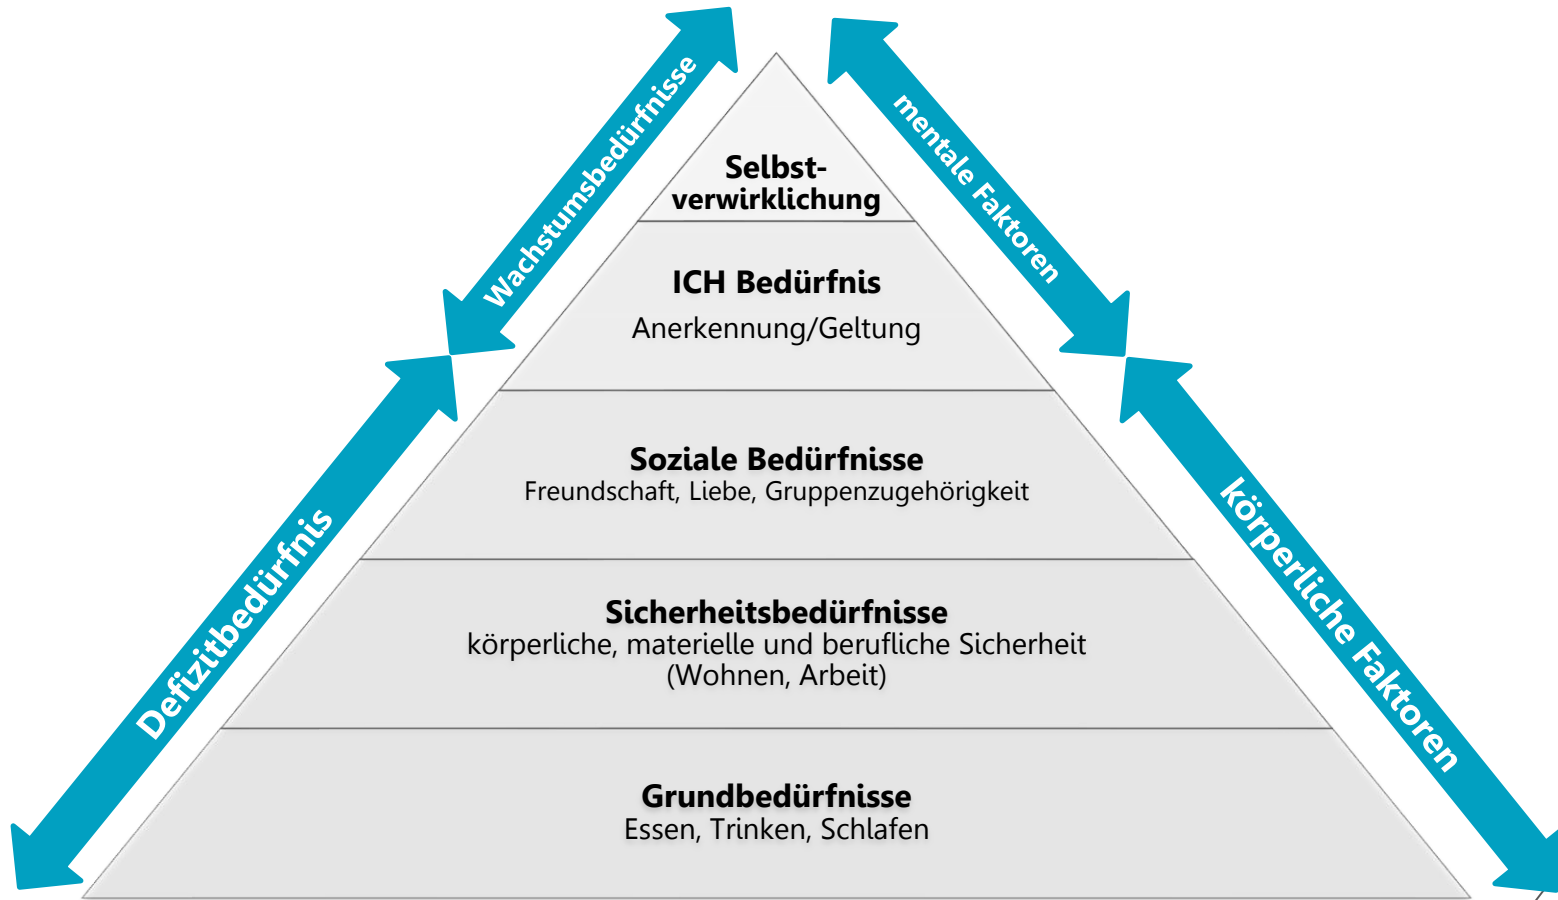 Wachstumsbedürfnisse
mentale Faktoren
Selbst-
verwirklichung
ICH Bedürfnis
Anerkennung/Geltung
Soziale Bedürfnisse
Freundschaft, Liebe, Gruppenzugehörigkeit
Defizitbedürfnis
körperliche Faktoren
Sicherheitsbedürfnisse
körperliche, materielle und berufliche Sicherheit
(Wohnen, Arbeit)
Grundbedürfnisse
Essen, Trinken, Schlafen